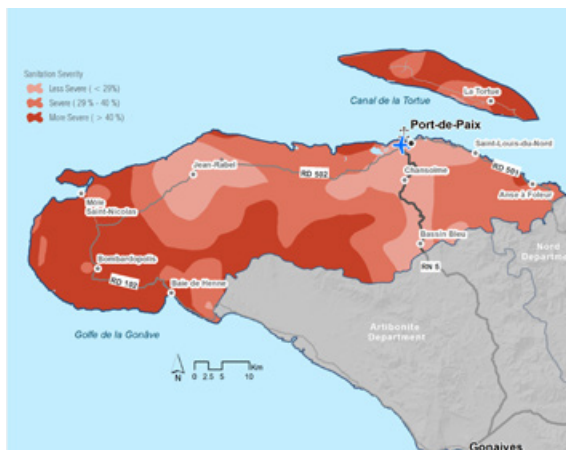 Sanitation Severity
Less Severe ( < 29%)
Severe ( 29 % - 40 %)
More Severe ( > 40 %)
La Tortue
Canal de la Tortue
Port-de-Paix
Saint-Louis-du-Nord
Jean-Rabel
RD 502
Chansolme
RD 501
Anse à Foleur
Mole
Saint-Nicolas
Bassin Bleu
Nord
Department
Bombardopolis
RD 102
Baie de Henne
RN 5
Artibonite
Department
Golfe de la Gonâve
N
0 2.5 5 10
Km
Gonaives